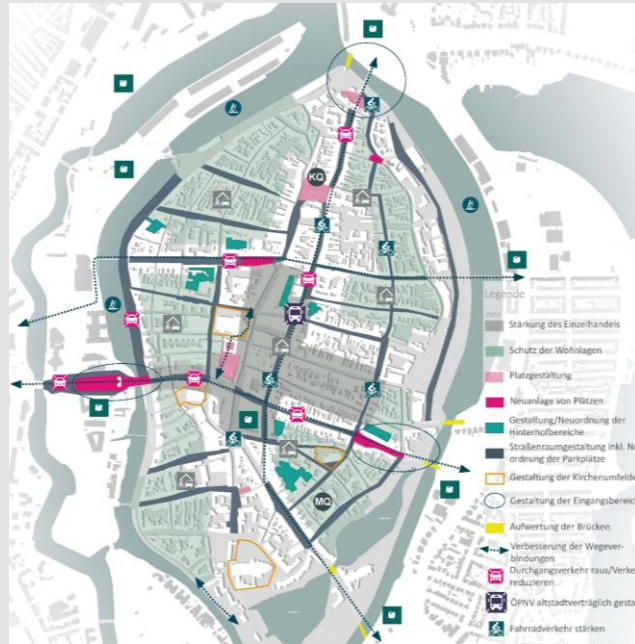 KQ
MQ
Legende
Ziele
Stärkung des Einzelhandels
Schutz der Wohnlagen
Platzgestaltung
Neuanlage von Plätzen
Gestaltung/Neuordnung der
Hinterhofbereiche
Straßenraumgestaltung inkl. Ne
ordnung der Parkplätze
Gestaltung der Kirchenumfelde
Gestaltung der Eingangsbereic
Aufwertung der Brücken
Verbesserung der Wegever-
bindungen
Durchgangsverkehr raus/Verke
reduzieren
ÖPNV altstadtverträglich gesta
Fahrradverkehr stärken